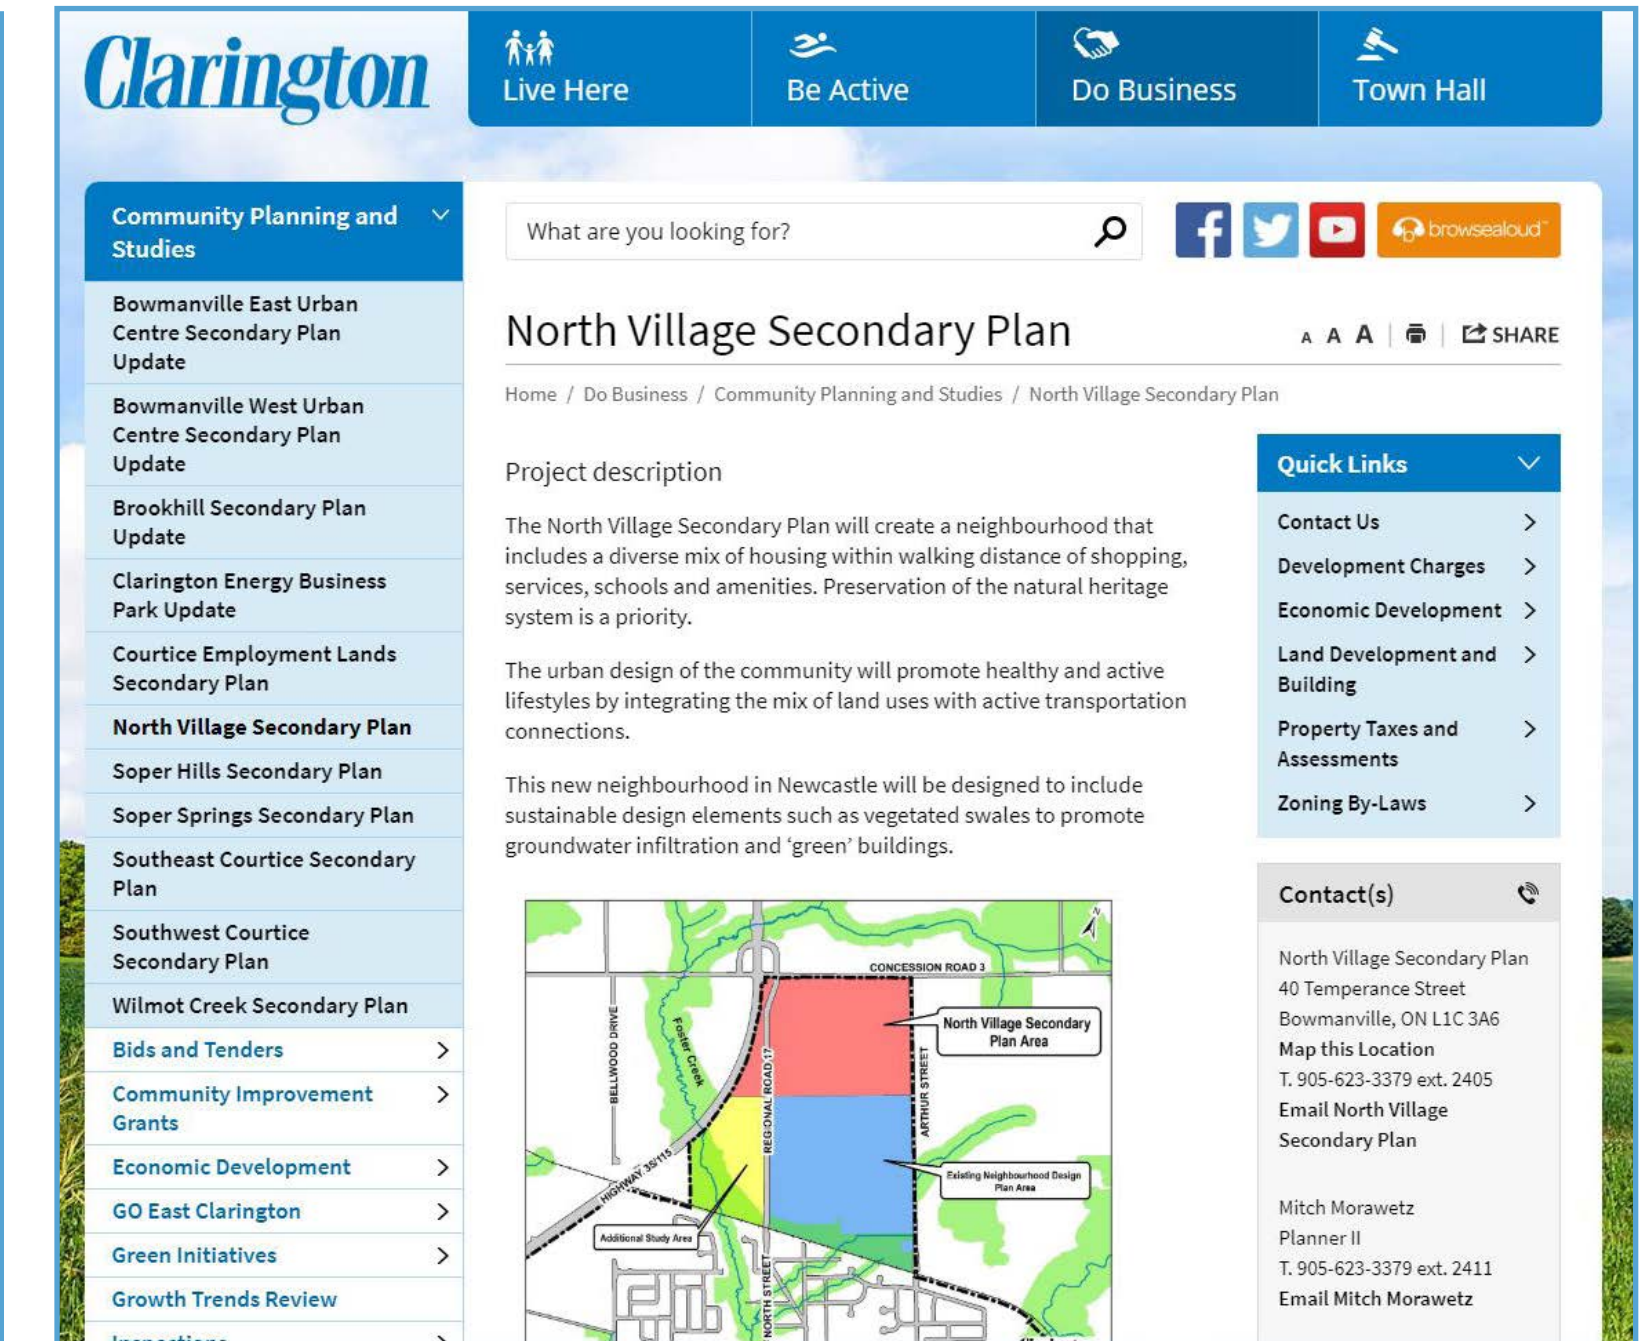 Clarington
Live Here
Be Active
Do Business
Town Hall
Community Planning and
Studies
Bowmanville East Urban
Centre Secondary Plan
Update
Bowmanville West Urban
Centre Secondary Plan
Update
Brookhill Secondary Plan
Update
Clarington Energy Business
Park Update
Courtice Employment Lands
Secondary Plan
North Village Secondary Plan
Soper Hills Secondary Plan
Soper Springs Secondary Plan
Southeast Courtice Secondary
Plan
Southwest Courtice
Secondary Plan
Wilmot Creek Secondary Plan
Bids and Tenders
Community Improvement
Grants
Economic Development
GO East Clarington
Green Initiatives
Growth Trends Review
Inspections
What are you looking for?
browsealoud™
North Village Secondary Plan
A A A | | SHARE
Home / Do Business / Community Planning and Studies / North Village Secondary Plan
Project description
The North Village Secondary Plan will create a neighbourhood that
includes a diverse mix of housing within walking distance of shopping,
services, schools and amenities. Preservation of the natural heritage
system is a priority.
The urban design of the community will promote healthy and active
lifestyles by integrating the mix of land uses with active transportation
connections.
This new neighbourhood in Newcastle will be designed to include
sustainable design elements such as vegetated swales to promote
groundwater infiltration and ‘green’ buildings.
N
CONCESSION ROAD 3
BELLWOOD DRIVE
Foster Creek
REGIONAL ROAD 17
ARTHUR STREET
North Village Secondary
Plan Area
HIGHWAY 35/115
Existing Neighbourhood Design
Plan Area
Additional Study Area
NORTH STREET
Quick Links
Contact Us
Development Charges
Economic Development
Land Development and
Building
Property Taxes and
Assessments
Zoning By-Laws
Contact(s)
North Village Secondary Plan
40 Temperance Street
Bowmanville, ON L1C 3A6
Map this Location
T. 905-623-3379 ext. 2405
Email North Village
Secondary Plan
Mitch Morawetz
Planner II
T. 905-623-3379 ext. 2411
Email Mitch Morawetz